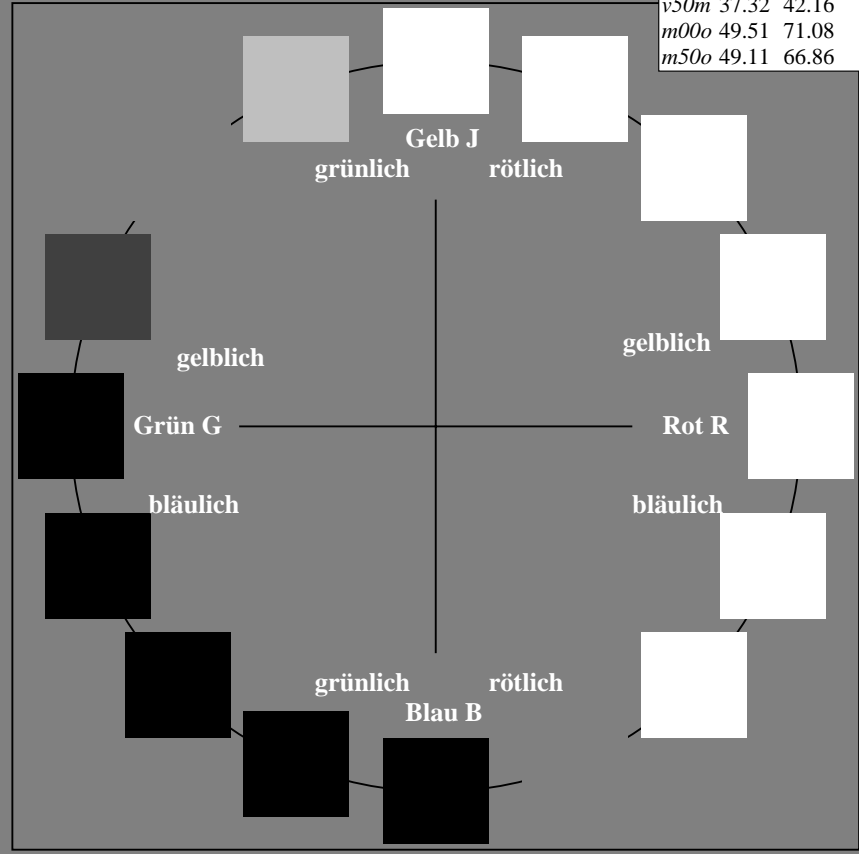 v50m 37.32 42.16
m00o 49.51 71.08
m50o 49.11 66.86
Gelb J
grünlich rötlich
gelblich
gelblich
Grün G
Rot R
bläulich
bläulich
grünlich rötlich
Blau B